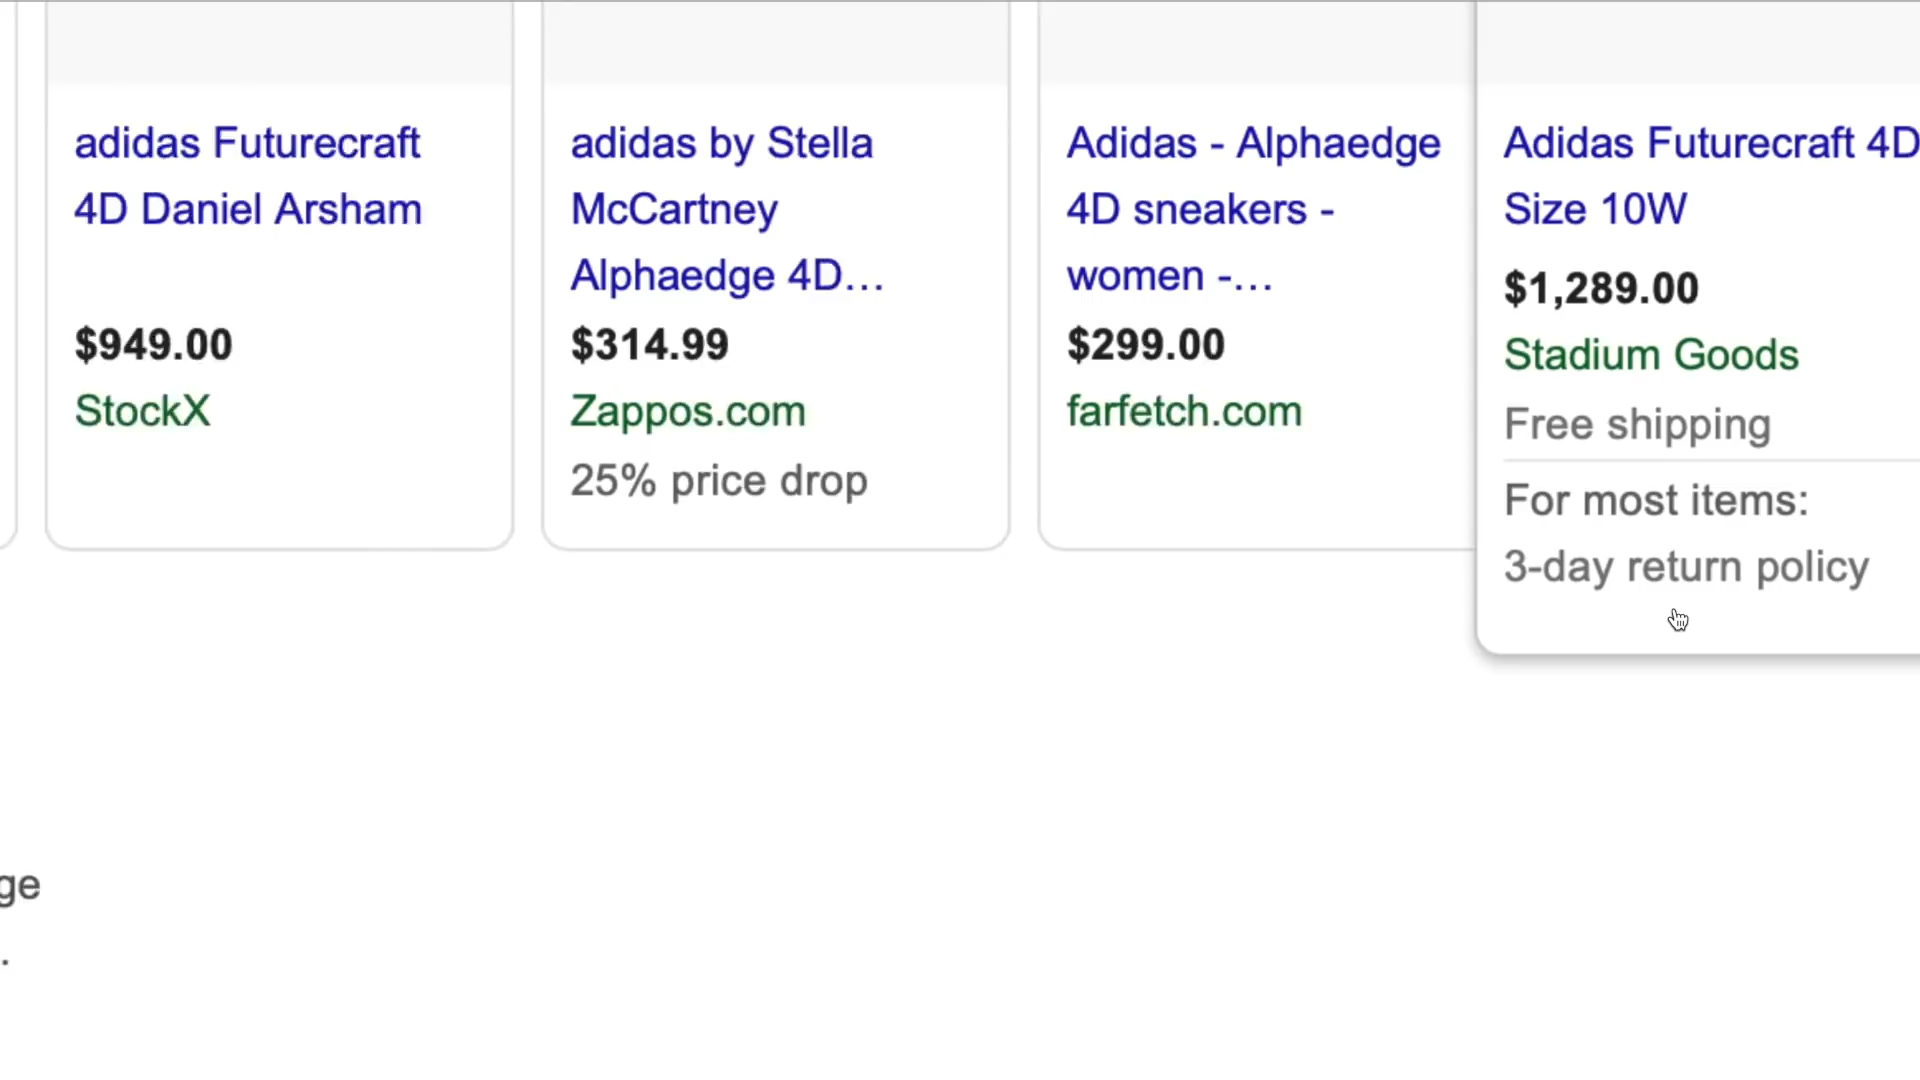 adidas Futurecraft
4D Daniel Arsham
$949.00
StockX
adidas by Stella
McCartney
Alphaedge 4D...
$314.99
Zappos.com
25% price drop
Adidas - Alphaedge
4D sneakers -
women -...
$299.00
farfetch.com
Adidas Futurecraft 4D
Size 10W
$1,289.00
Stadium Goods
Free shipping
For most items:
3-day return policy
ge
.